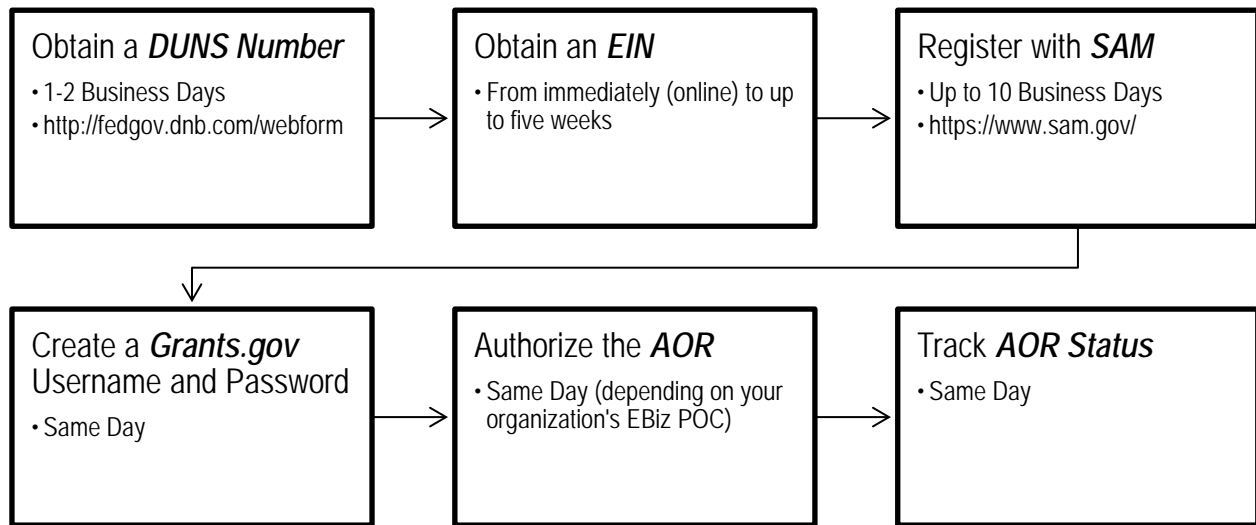 Obtain a DUNS Number
• 1-2 Business Days
• http://fedgov.dnb.com/webform
Obtain an EIN
• From immediately (online) to up
to five weeks
Register with SAM
• Up to 10 Business Days
• https://www.sam.gov/
Create a Grants.gov
Username and Password
• Same Day
Authorize the AOR
• Same Day (depending on your
organization's EBiz POC)
Track AOR Status
• Same Day